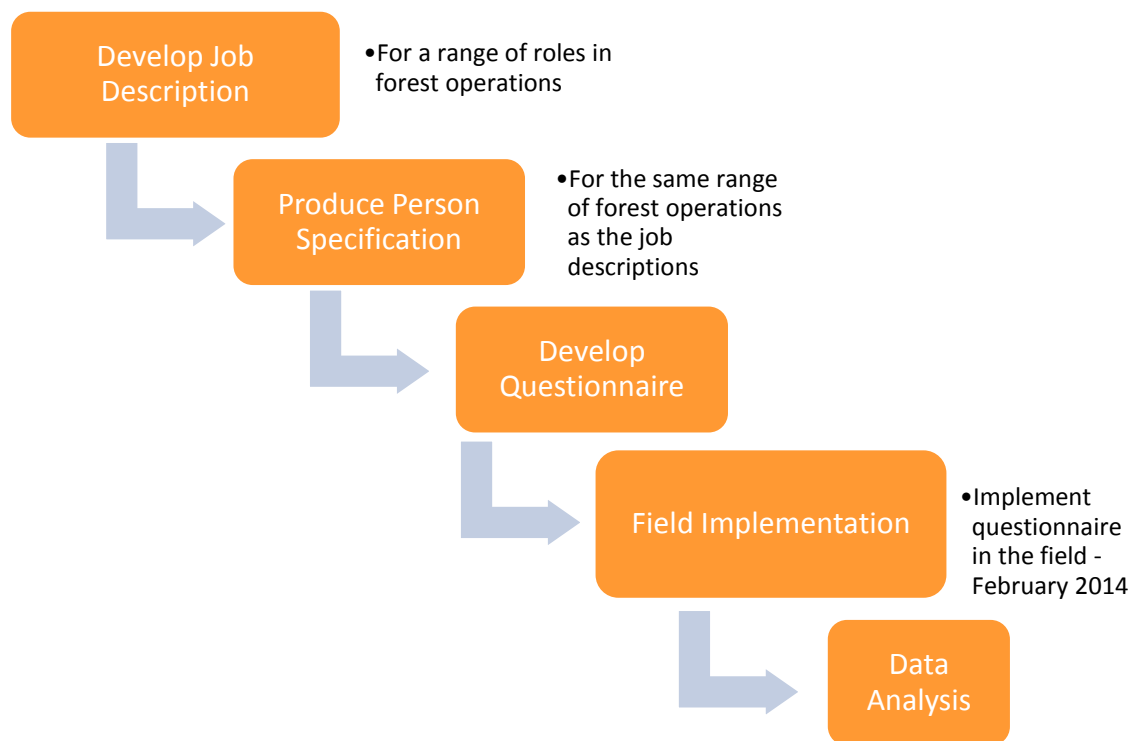 Develop Job
Description
•For a range of roles in
forest operations
Produce Person
Specification
•For the same range
of forest operations
as the job
descriptions
Develop
Questionnaire
Field Implementation
•Implement
questionnaire
in the field -
February 2014
Data
Analysis